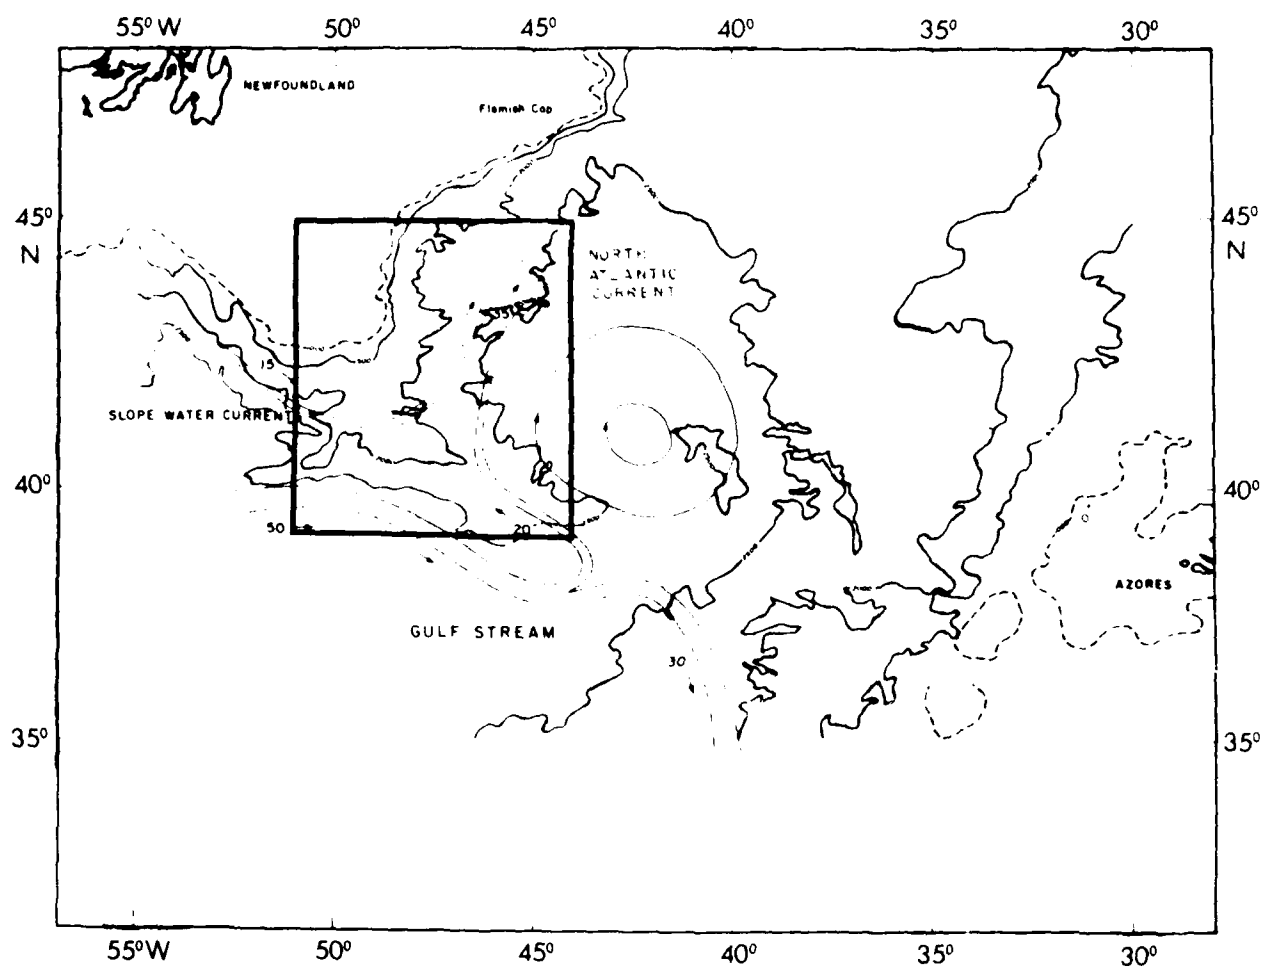 55° W 50° 45° 40° 35° 30°
NEWFOUNDLAND
Flemish Cap
45° 45°
N N
NORTH
ATLANTIC
CURRENT
35
15
SLOPE WATER CURRENT
40° 40°
50 20
AZORES
GULF STREAM
30
35° 35°
55°W 50° 45° 40° 35° 30°